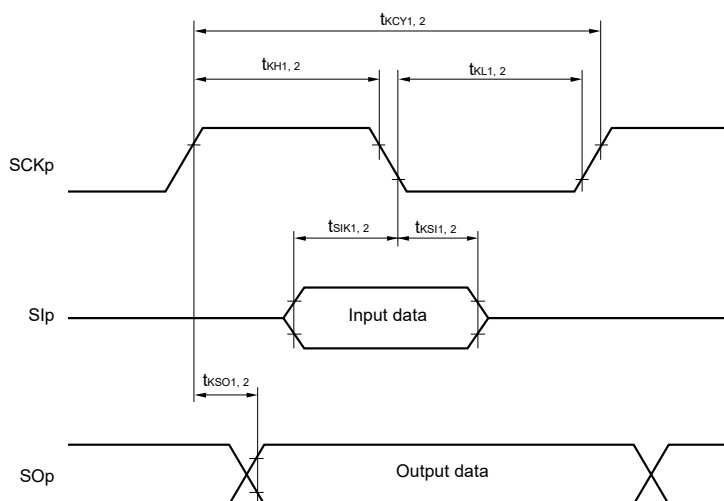 tKCY1, 2
tKH1, 2
tKL1, 2
SCKp
tSIK1, 2
tKSI1, 2
SIp
Input data
tKSO1, 2
SOp
Output data